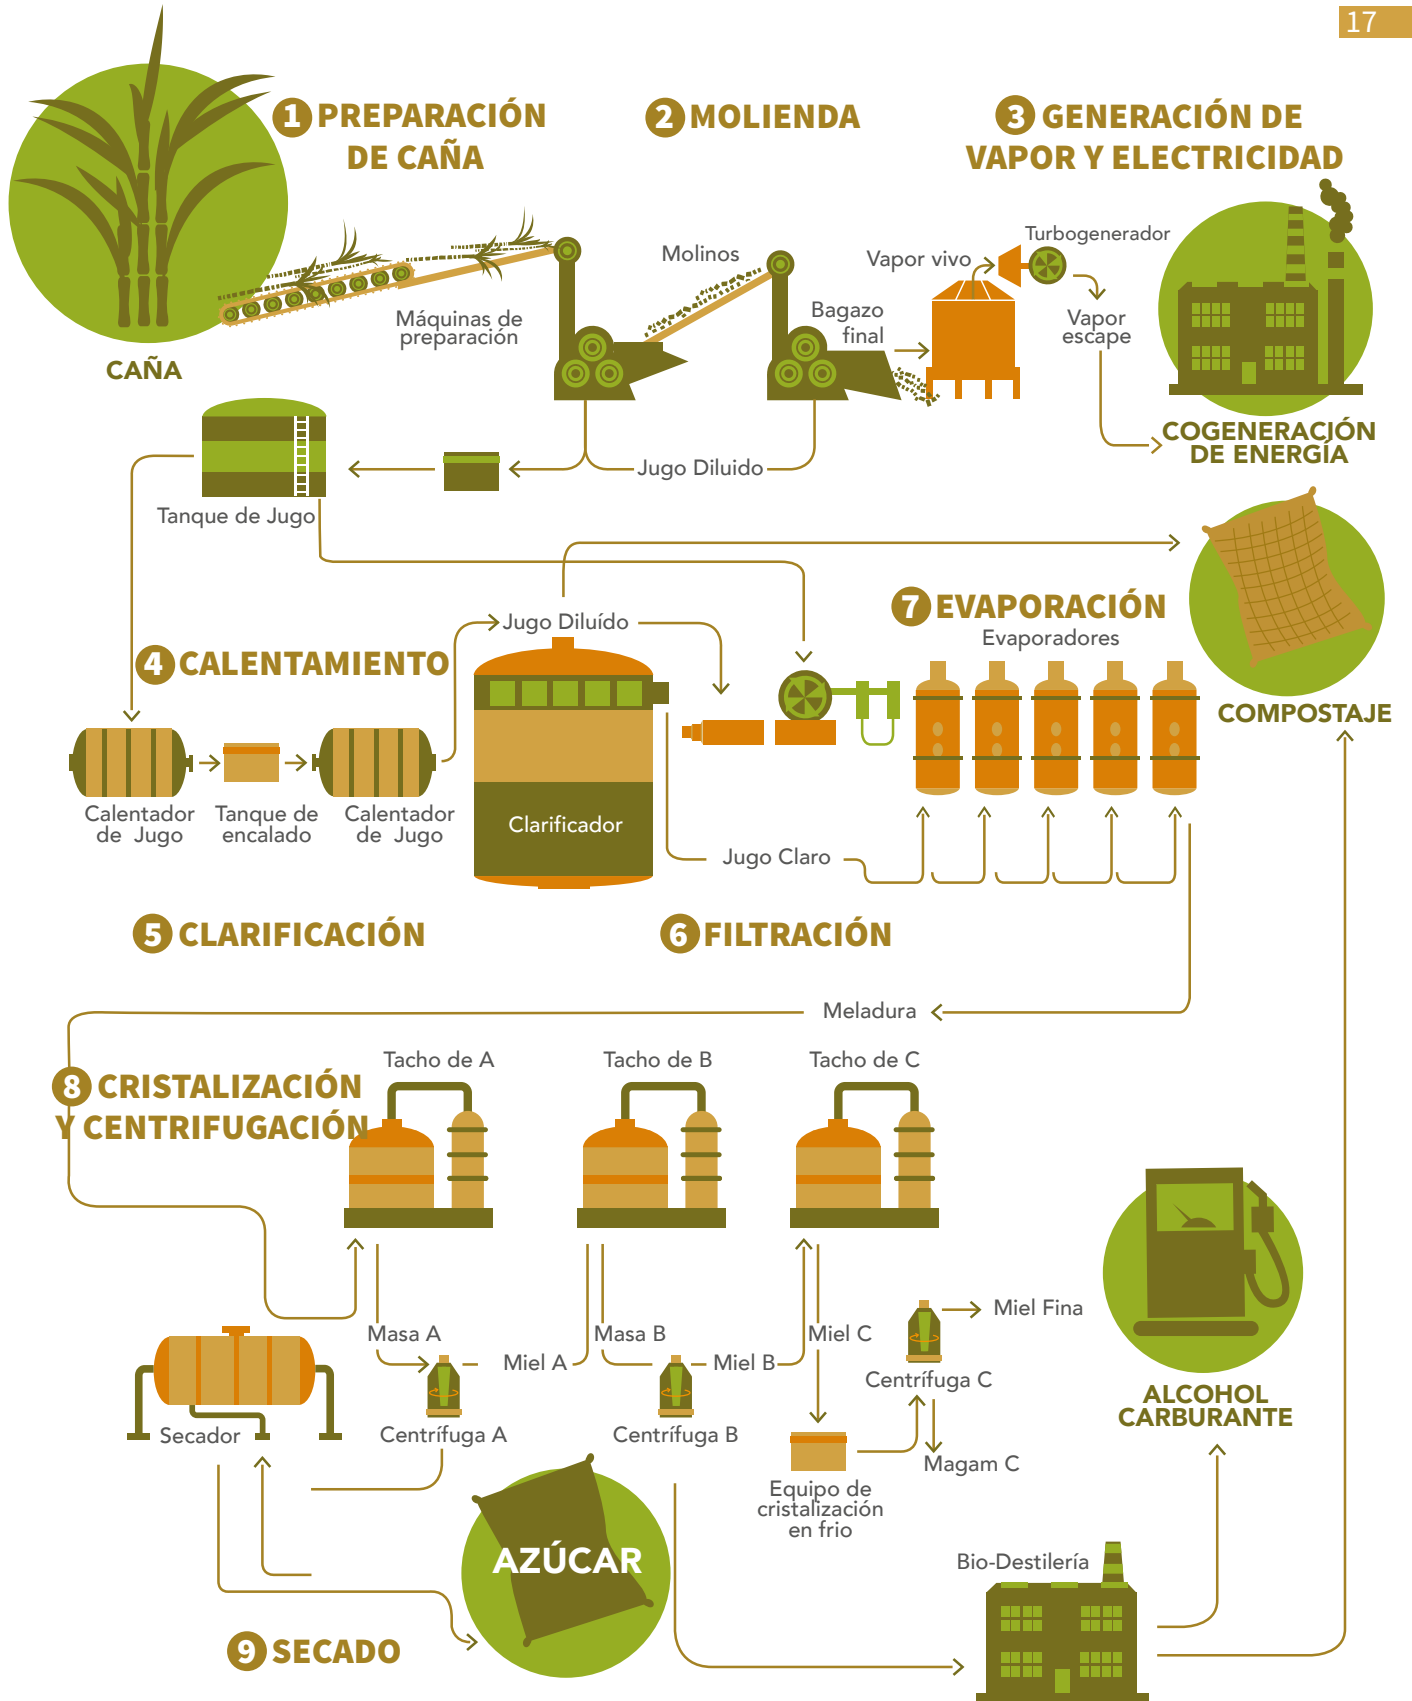 17
1 PREPARACIÓN
DE CAÑA
2 MOLIENDA
3 GENERACIÓN DE
VAPOR Y ELECTRICIDAD
CAÑA
Máquinas de
preparación
Molinos
Bagazo
final
Vapor vivo
Turbogenerador
Vapor
escape
COGENERACIÓN
DE ENERGÍA
Jugo Diluido
Tanque de Jugo
4 CALENTAMIENTO
Jugo Diluído
7 EVAPORACIÓN
Evaporadores
COMPOSTAJE
Calentador
de Jugo
Tanque de
encalado
Calentador
de Jugo
Clarificador
Jugo Claro
5 CLARIFICACIÓN
6 FILTRACIÓN
Meladura
8 CRISTALIZACIÓN
Y CENTRIFUGACIÓN
Tacho de A
Tacho de B
Tacho de C
Masa A
Miel A
Masa B
Miel B
Miel C
Miel Fina
Centrífuga A
Centrífuga B
Centrífuga C
Magam C
Secador
Equipo de
cristalización
en frio
ALCOHOL
CARBURANTE
AZÚCAR
Bio-Destilería
9 SECADO